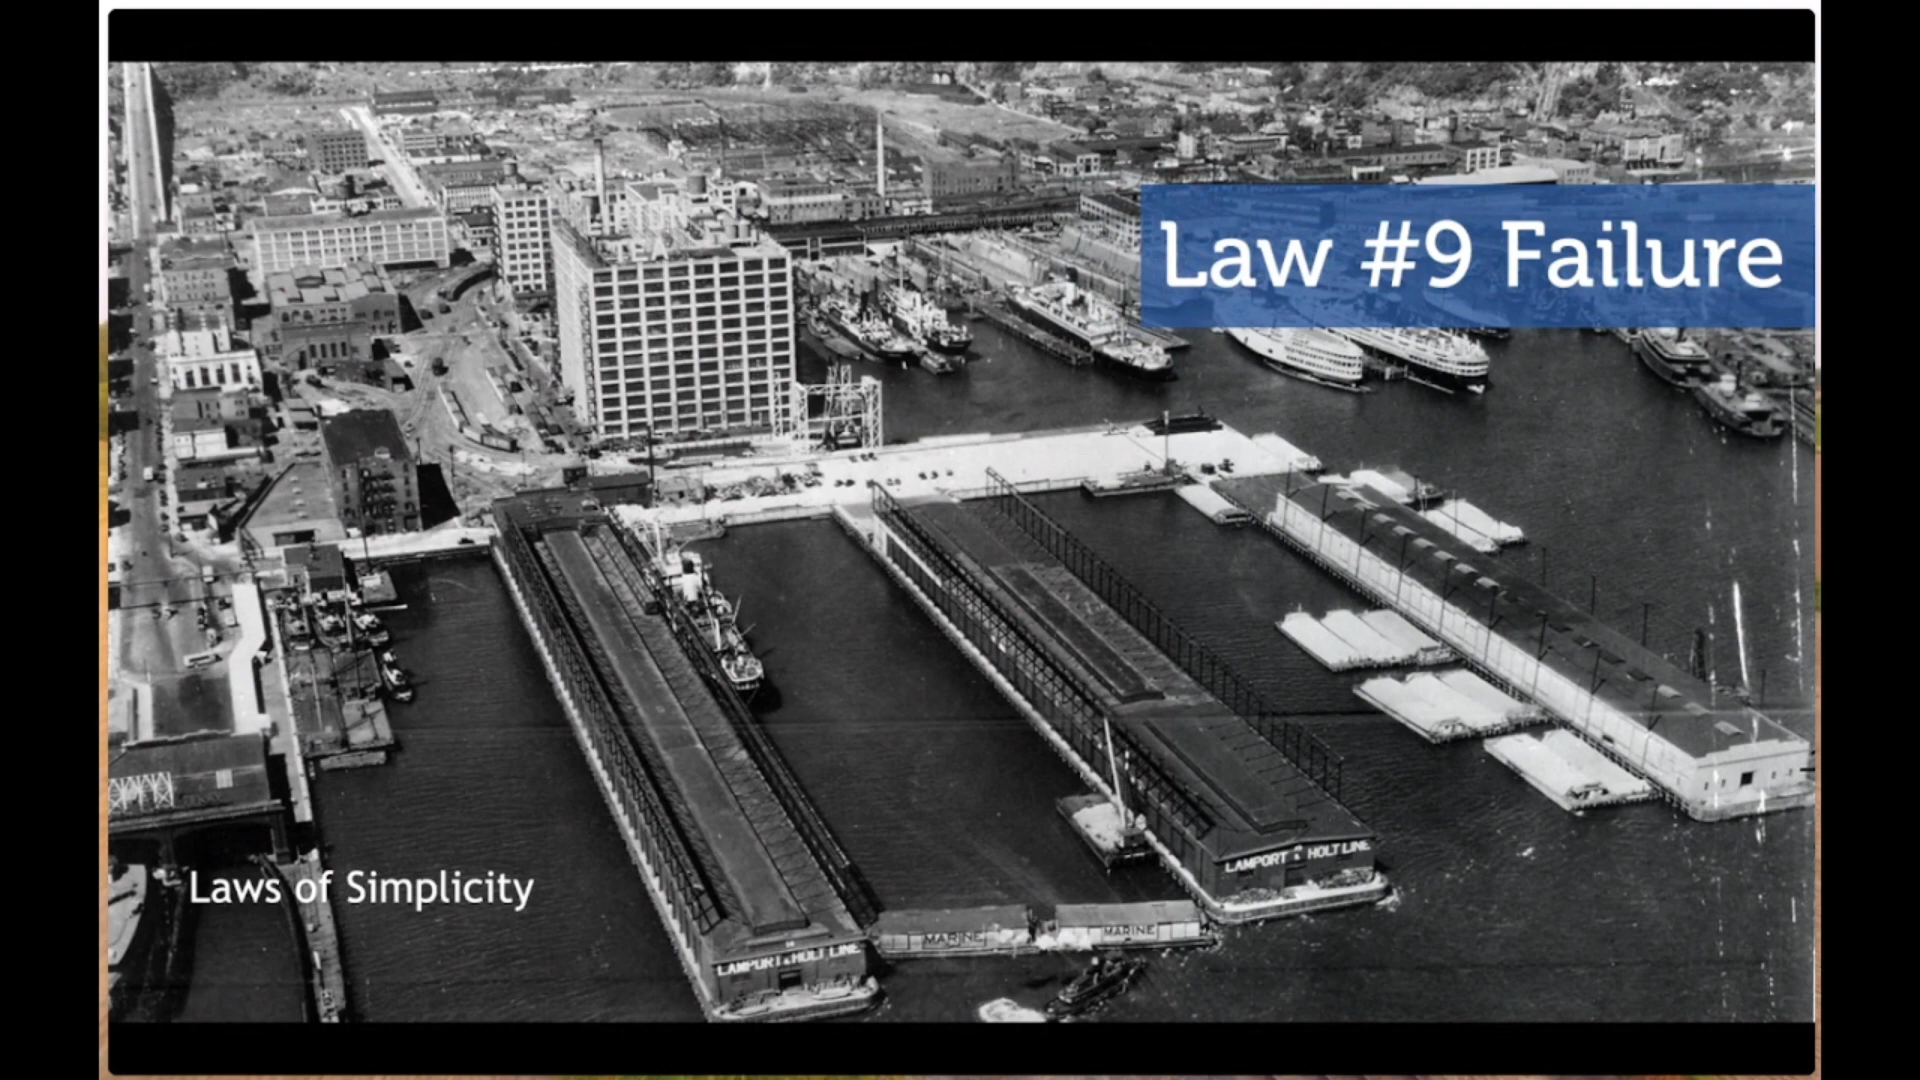 Law #9 Failure
LAMPORT & HOLT LINE
Laws of Simplicity
MARINE
MARINE
LAMPORT & HOLT LINE